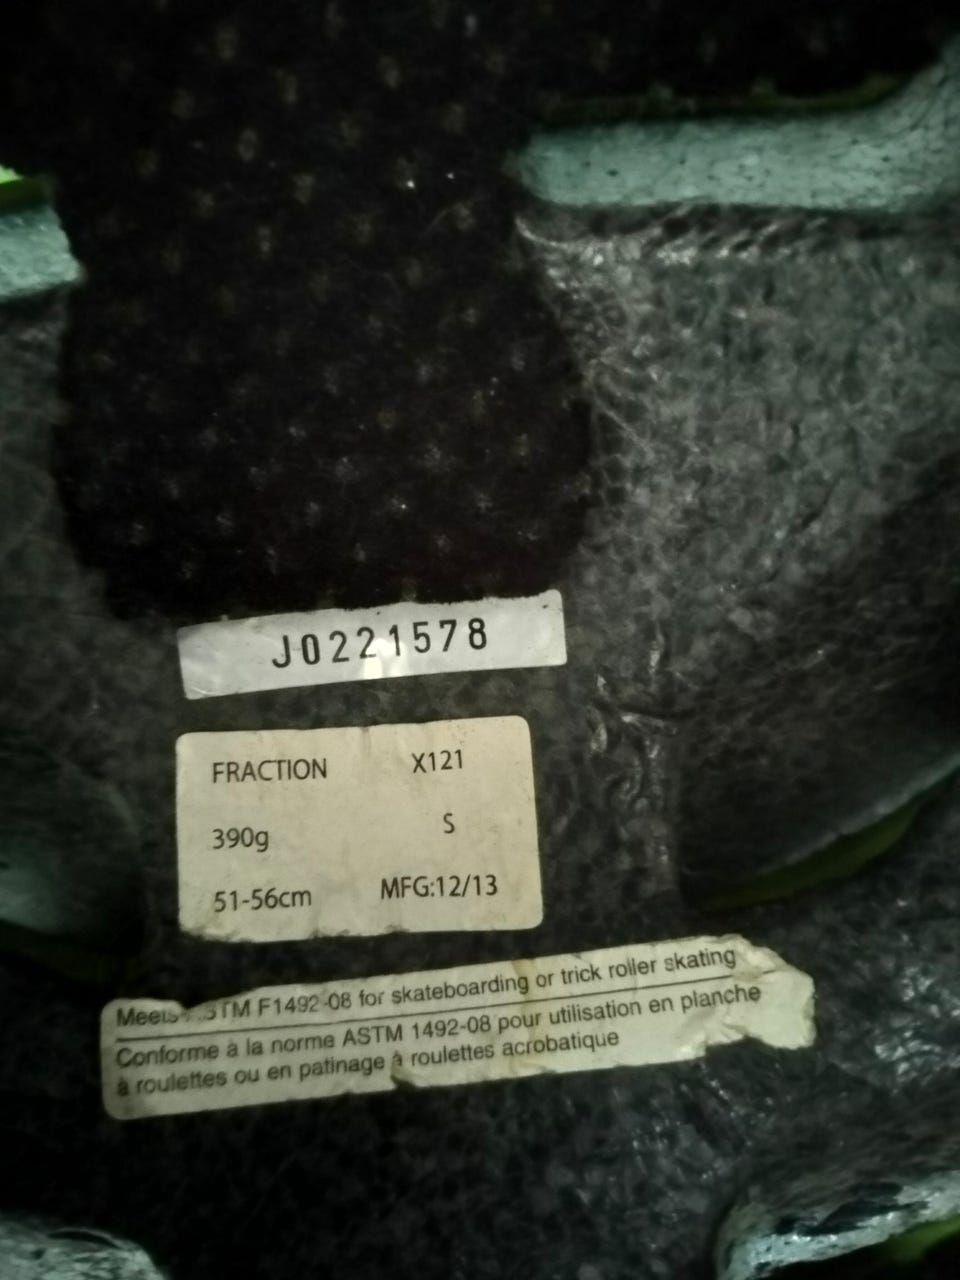 J0221578
FRACTION X121
390g S
51-56cm MFG:12/13
Meets F1492-08 for skateboarding or trick roller skating
Conforme à la norme ASTM 1492-08 pour utilisation en planche
à roulettes ou en patinage à roulettes acrobatique